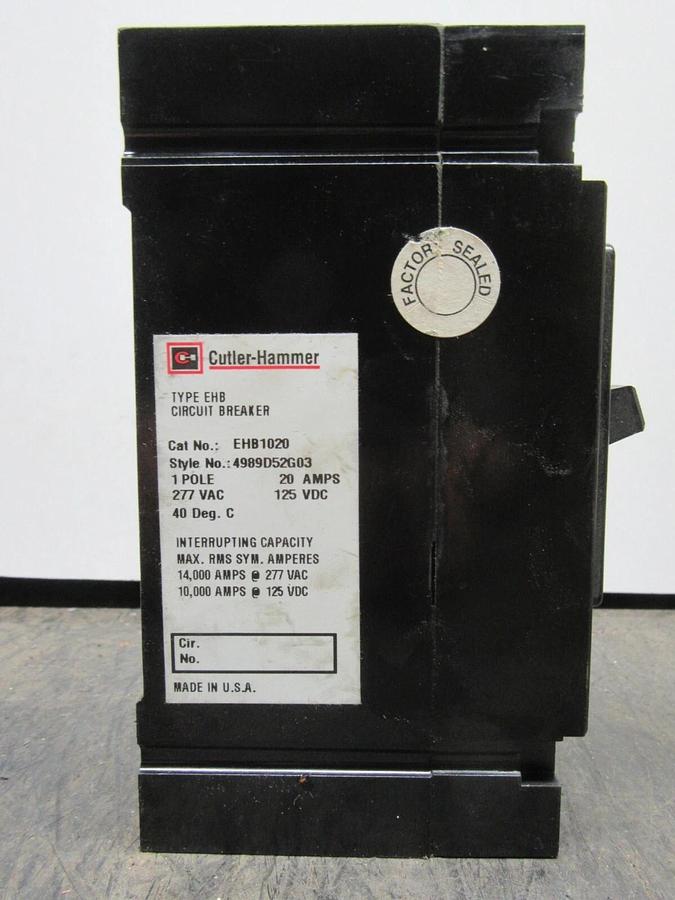 FACTORY SEALED
Cutler-Hammer
TYPE EHB
CIRCUIT BREAKER
Cat No.: EHB1020
Style No.: 4989D52G03
1 POLE 20 AMPS
277 VAC 125 VDC
40 Deg. C
INTERRUPTING CAPACITY
MAX. RMS SYM. AMPERES
14,000 AMPS @ 277 VAC
10,000 AMPS @ 125 VDC
Cir.
No.
MADE IN U.S.A.